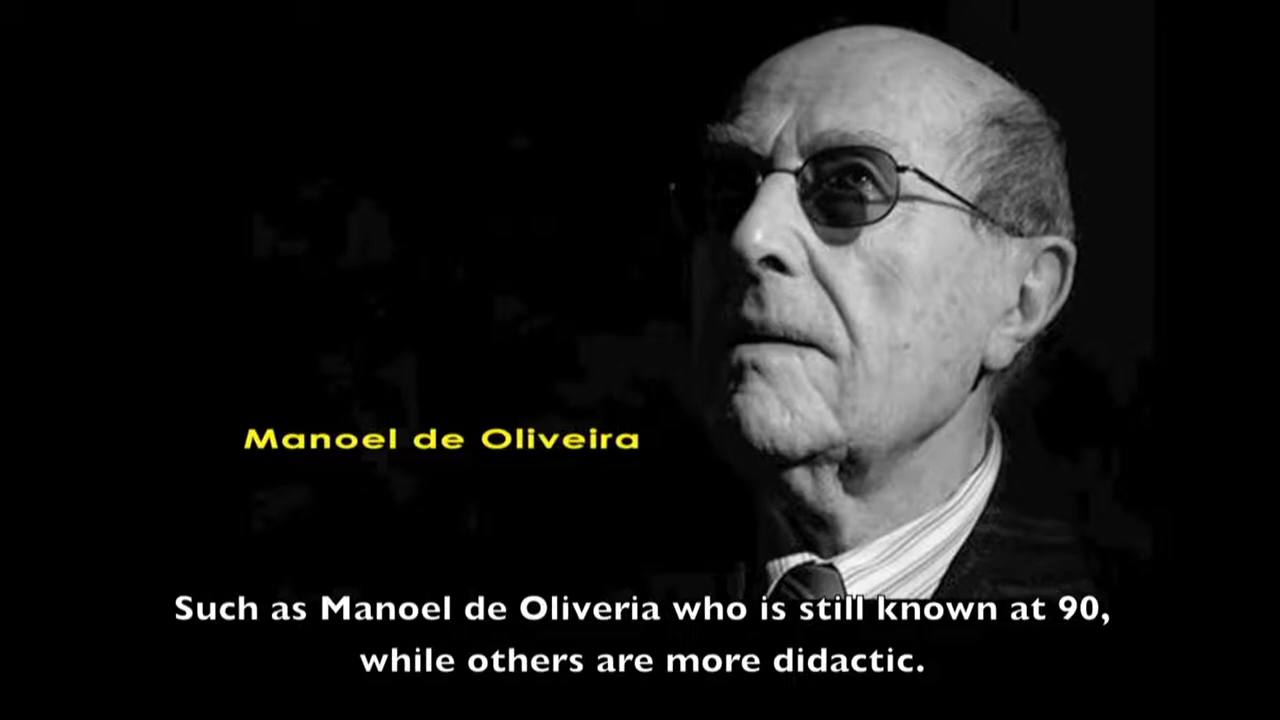 Manoel de Oliveira
Such as Manoel de Oliveria who is still known at 90,
while others are more didactic.